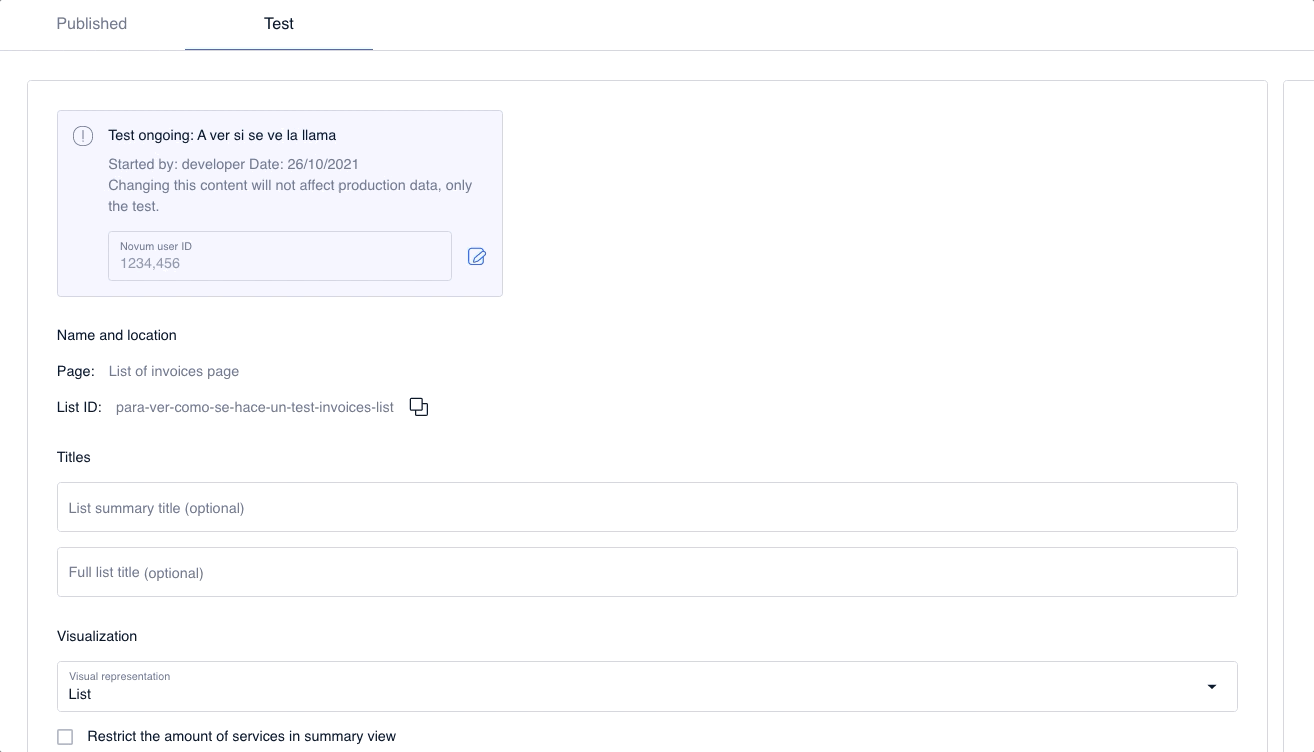 Published
Test
Test ongoing: A ver si se ve la llama
Started by: developer Date: 26/10/2021
Changing this content will not affect production data, only
the test.
Novum user ID
1234,456
Name and location
Page: List of invoices page
List ID: para-ver-como-se-hace-un-test-invoices-list
Titles
List summary title (optional)
Full list title (optional)
Visualization
Visual representation
List
Restrict the amount of services in summary view